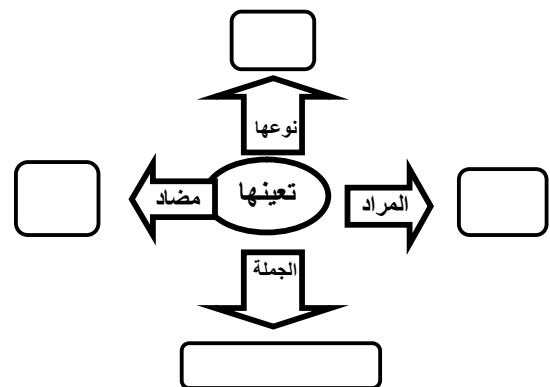 نوعها
المراد
تعينها
مضاد
الجملة